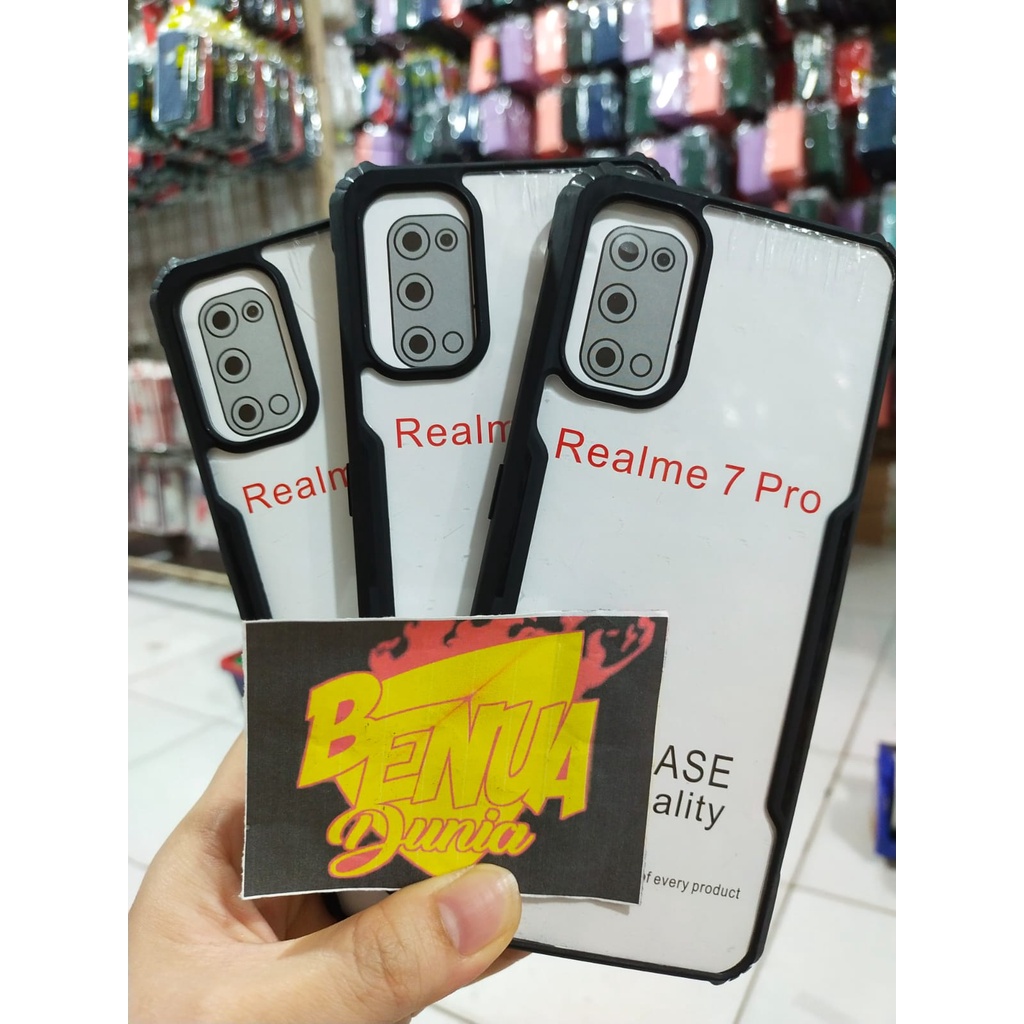 Realm
Realm
Realme 7 Pro
BENUA
Dunia
ASE
ality
of every product